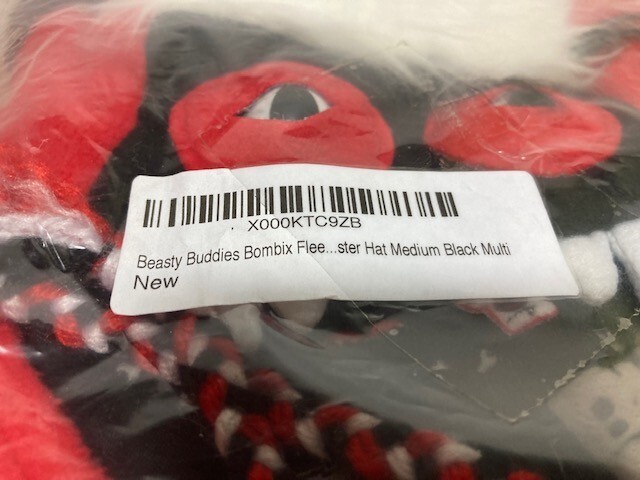 X000KTC9ZB
Beasty Buddies Bombix Flee...ster Hat Medium Black Multi
New